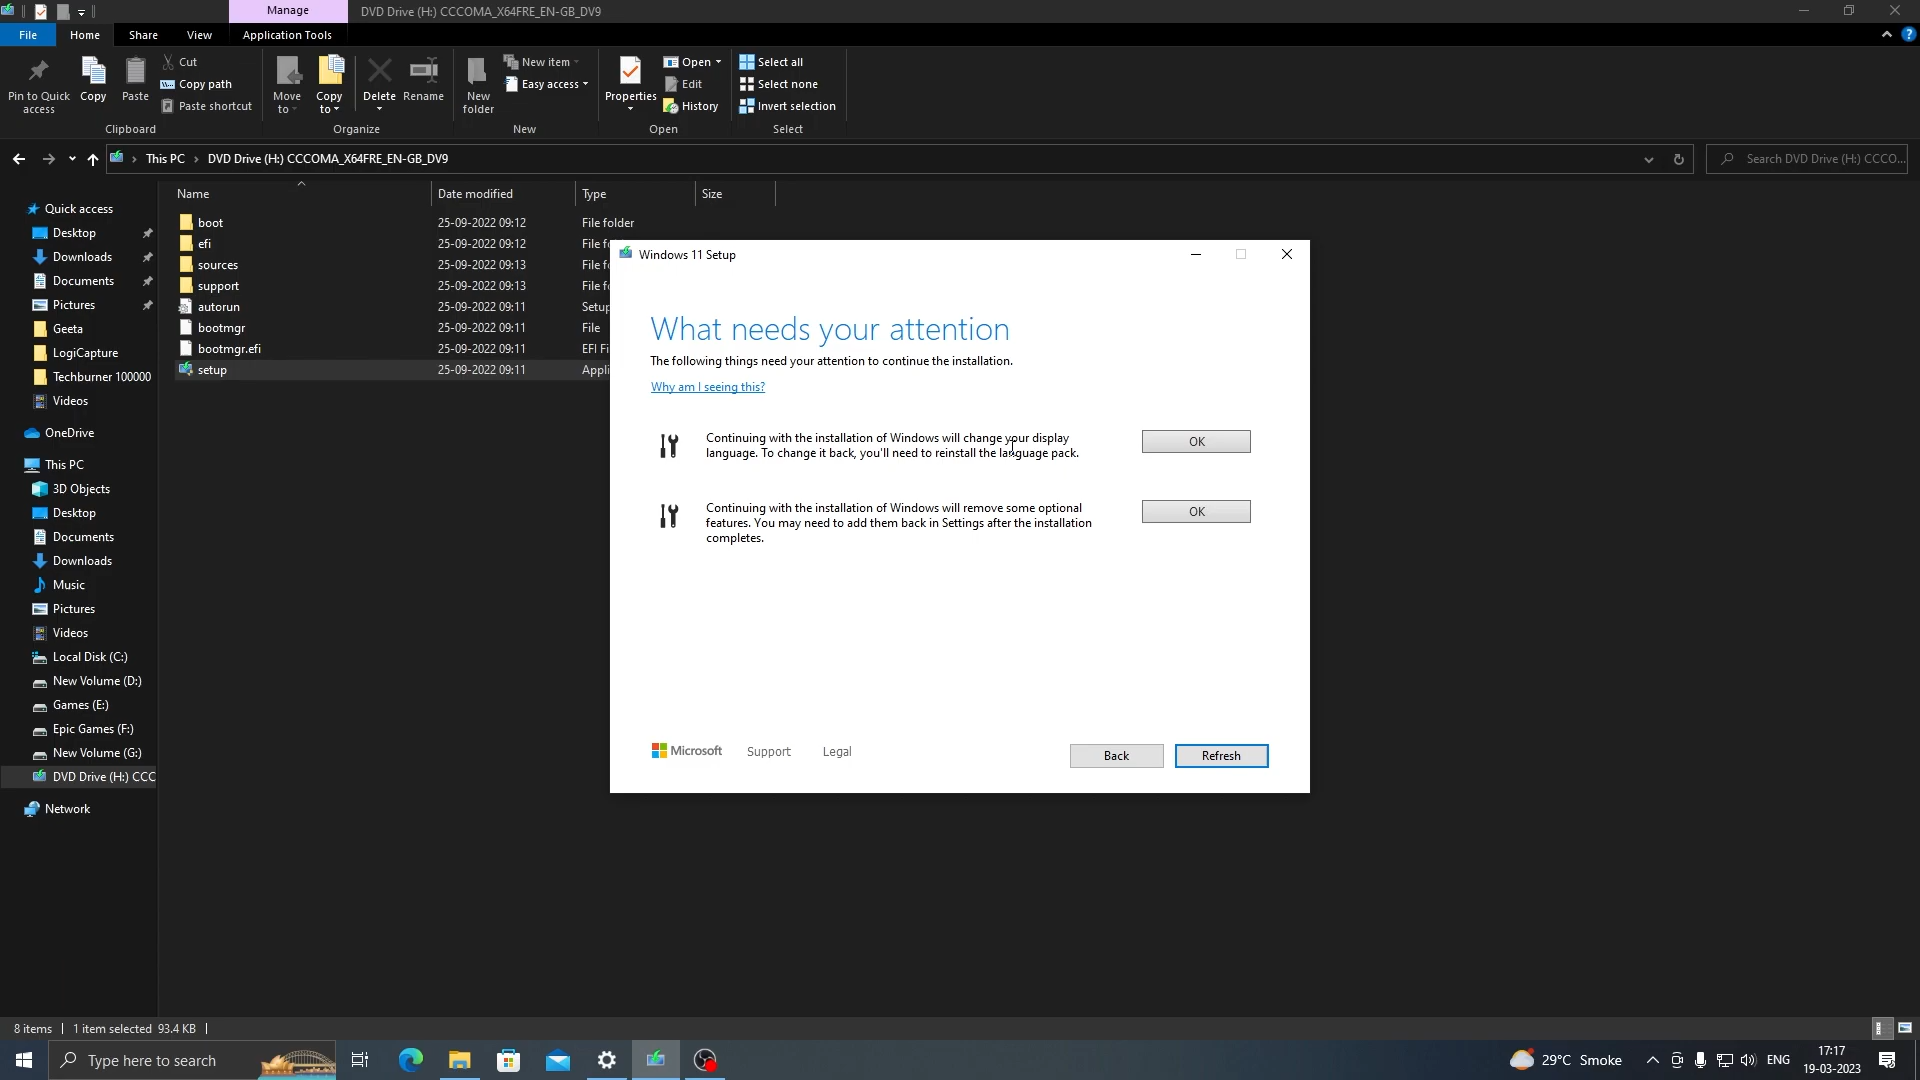 Manage
DVD Drive (H:) CCCOMA_X64FRE_EN-GB_DV9
File
Home
Share
View
Application Tools
Pin to Quick access
Copy
Paste
Cut
Copy path
Paste shortcut
Clipboard
Move to
Copy to
Delete
Rename
Organize
New folder
New item
Easy access
New
Properties
Open
Edit
History
Open
Select all
Select none
Invert selection
Select
This PC
DVD Drive (H:) CCCOMA_X64FRE_EN-GB_DV9
Search DVD Drive (H:) CCCO...
Name
Date modified
Type
Size
boot 25-09-2022 09:12 File folder
efi 25-09-2022 09:12 File fo
sources 25-09-2022 09:13 File fo
support 25-09-2022 09:13 File fo
autorun 25-09-2022 09:11 Setup
bootmgr 25-09-2022 09:11 File
bootmgr.efi 25-09-2022 09:11 EFI Fi
setup 25-09-2022 09:11 Appli
Quick access
Desktop
Downloads
Documents
Pictures
Geeta
LogiCapture
Techburner 100000
Videos
OneDrive
This PC
3D Objects
Desktop
Documents
Downloads
Music
Pictures
Videos
Local Disk (C:)
New Volume (D:)
Games (E:)
Epic Games (F:)
New Volume (G:)
DVD Drive (H:) CCC
Network
Windows 11 Setup
What needs your attention
The following things need your attention to continue the installation.
Why am I seeing this?
Continuing with the installation of Windows will change your display
language. To change it back, you'll need to reinstall the language pack.
OK
Continuing with the installation of Windows will remove some optional
features. You may need to add them back in Settings after the installation
completes.
OK
Microsoft
Support
Legal
Back
Refresh
8 items
1 item selected 93.4 KB
Type here to search
29°C Smoke
ENG
17:17
19-03-2023